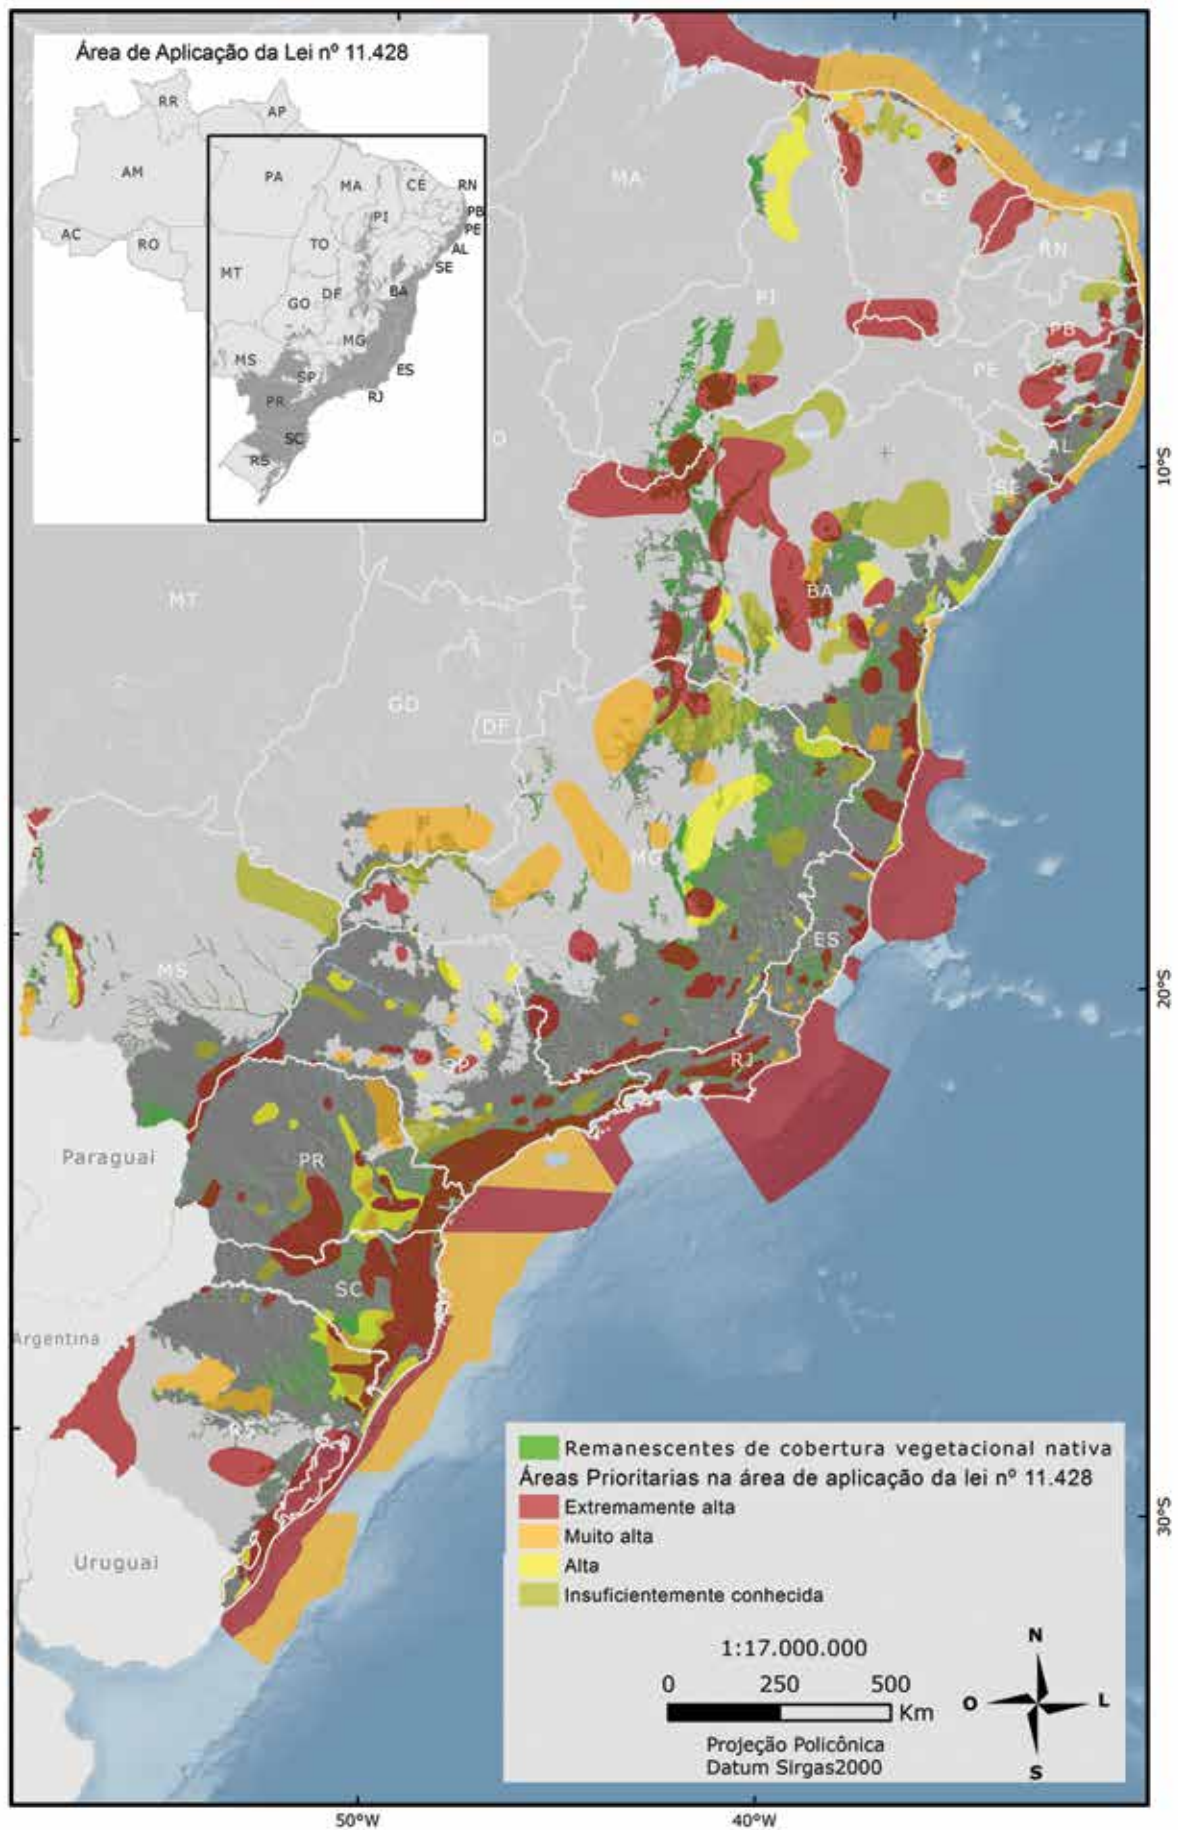 Área de Aplicação da Lei nº 11.428
RR
AP
AM
PA
MA
CE
RN
PB
PE
PI
AC
RO
TO
AL
SE
MT
BA
DF
GO
MG
MS
ES
SP
RJ
PR
SC
RS
MA
CE
RN
PI
PB
PE
AL
SE
10°S
BA
MT
GO
DF
MG
ES
MS
20°S
SP
RJ
Paraguai
PR
SC
Argentina
RS
Uruguai
Remanescentes de cobertura vegetacional nativa
Áreas Prioritarias na área de aplicação da lei nº 11.428
Extremamente alta
Muito alta
Alta
Insuficientemente conhecida
30°S
1:17.000.000
0 250 500
Km
Projeção Policônica
Datum Sirgas2000
N
O
L
S
50°W
40°W